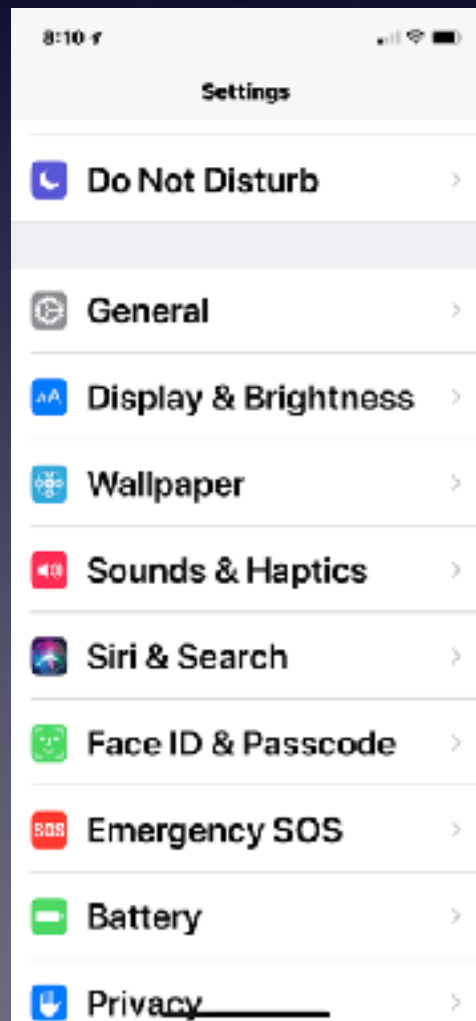 8:10
Settings
Do Not Disturb
General
AA
Display & Brightness
Wallpaper
Sounds & Haptics
Siri & Search
Face ID & Passcode
SOS
Emergency SOS
Battery
Privacy